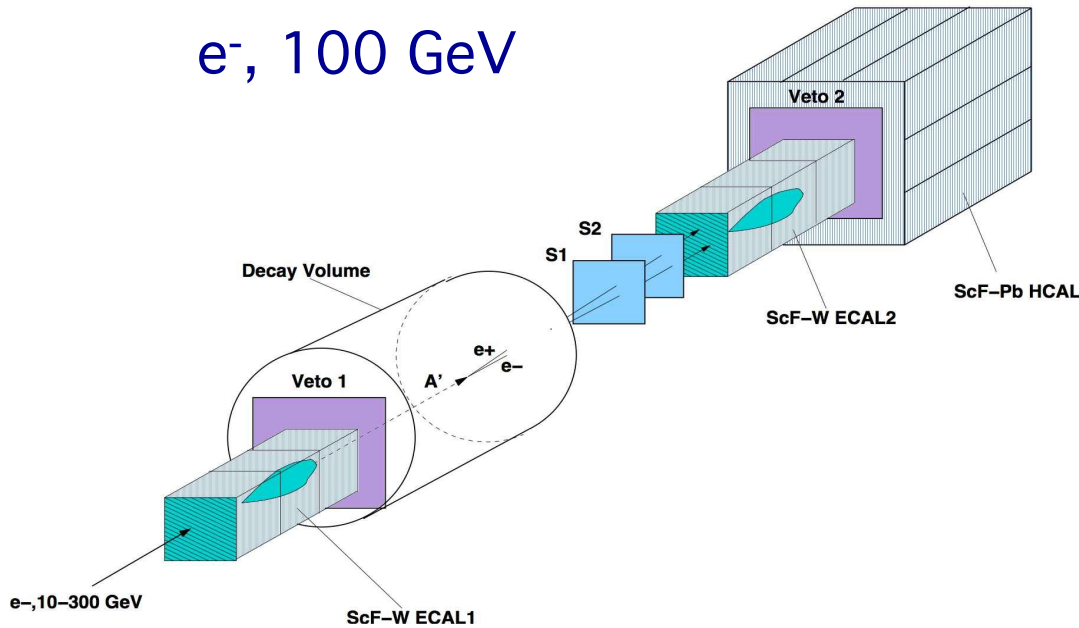 e-, 100 GeV
Veto 2
S2
S1
Decay Volume
ScF–Pb HCAL
ScF–W ECAL2
e+
e–
A'
Veto 1
e–,10–300 GeV
ScF–W ECAL1